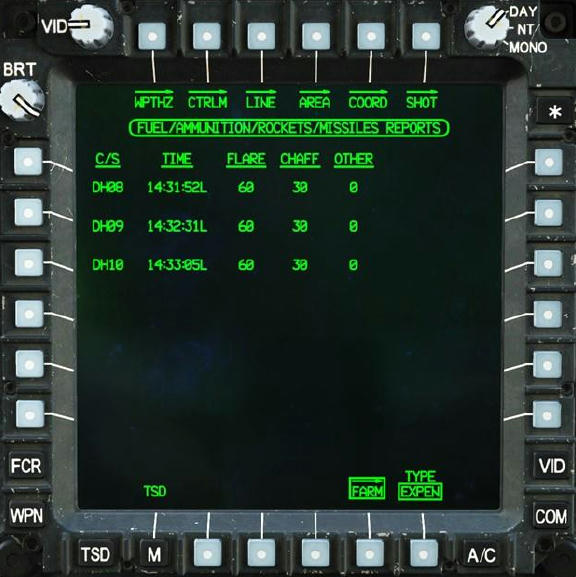 VID
DAY
NT
MONO
BRT
*
WPTHZ CTRLM LINE AREA COORD SHOT
FUEL/AMMUNITION/ROCKETS/MISSILES REPORTS
C/S TIME FLARE CHAFF OTHER
DH08 14:31:52L 60 30 0
DH09 14:32:31L 60 30 0
DH10 14:33:05L 60 30 0
FCR
VID
TYPE
TSD FARM EXPEN
WPN
COM
TSD M A/C